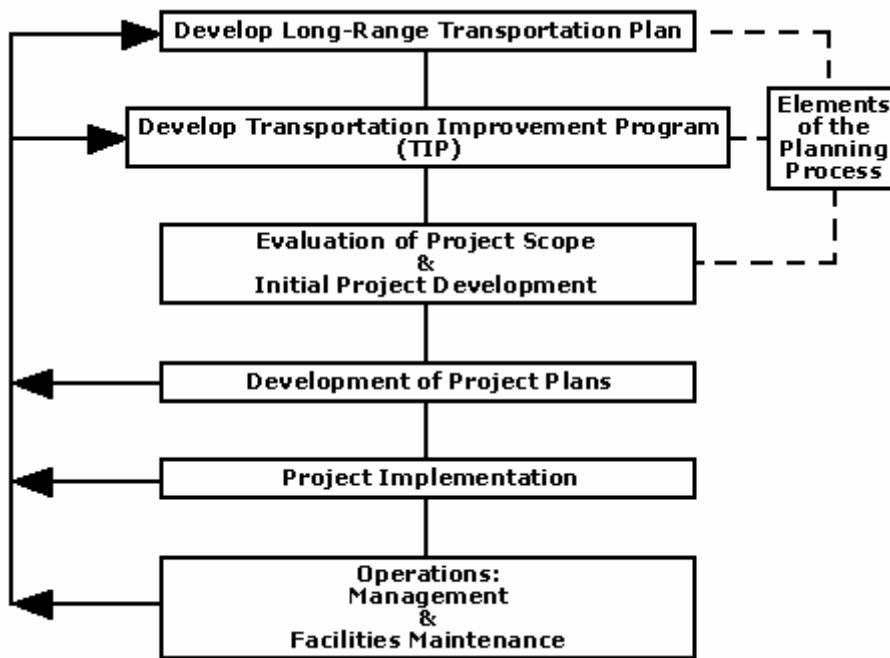 Develop Long-Range Transportation Plan
Develop Transportation Improvement Program
(TIP)
Elements
of the
Planning
Process
Evaluation of Project Scope
&
Initial Project Development
Development of Project Plans
Project Implementation
Operations:
Management
&
Facilities Maintenance